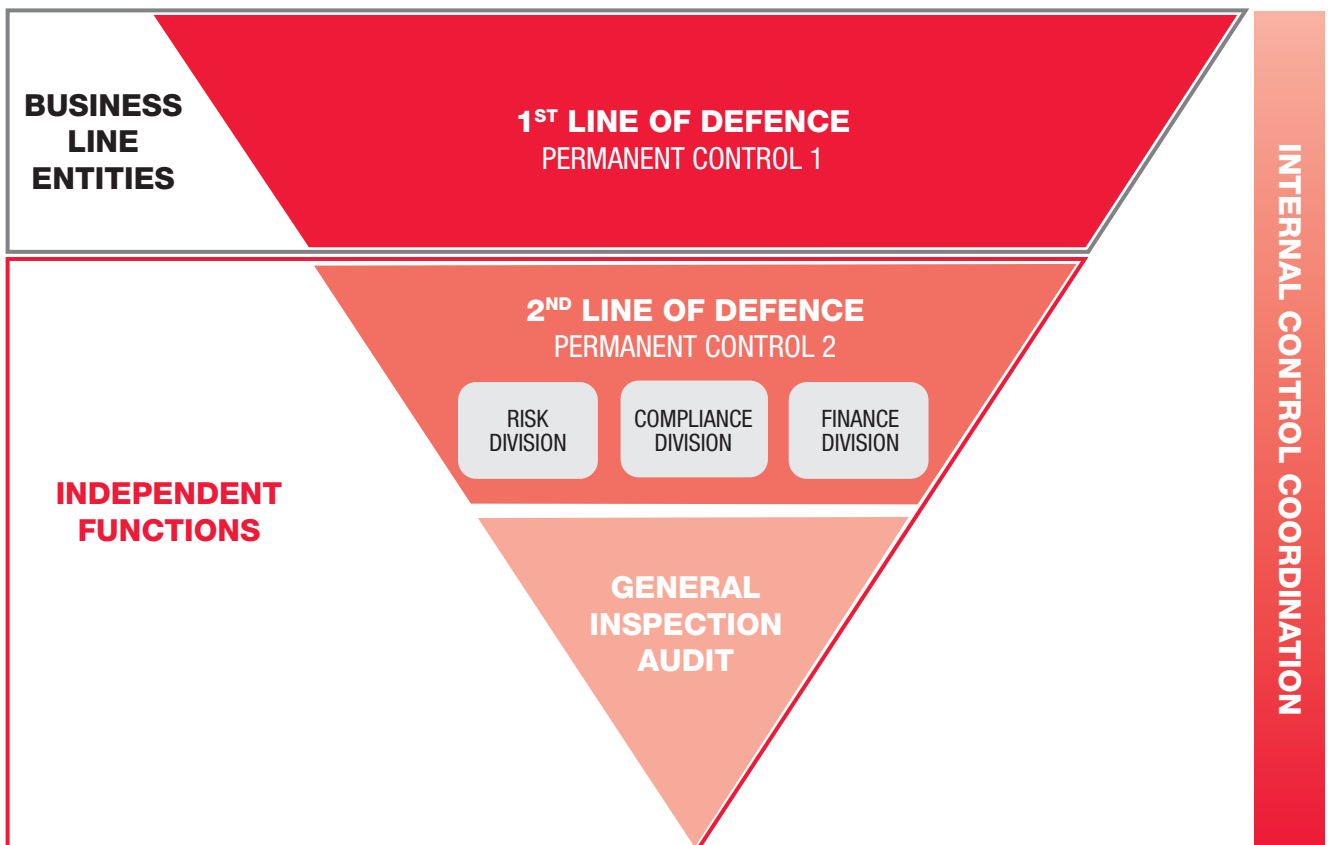 BUSINESS
LINE
ENTITIES
1ST LINE OF DEFENCE
PERMANENT CONTROL 1
2ND LINE OF DEFENCE
PERMANENT CONTROL 2
RISK
DIVISION
COMPLIANCE
DIVISION
FINANCE
DIVISION
INDEPENDENT
FUNCTIONS
GENERAL
INSPECTION
AUDIT
INTERNAL CONTROL COORDINATION